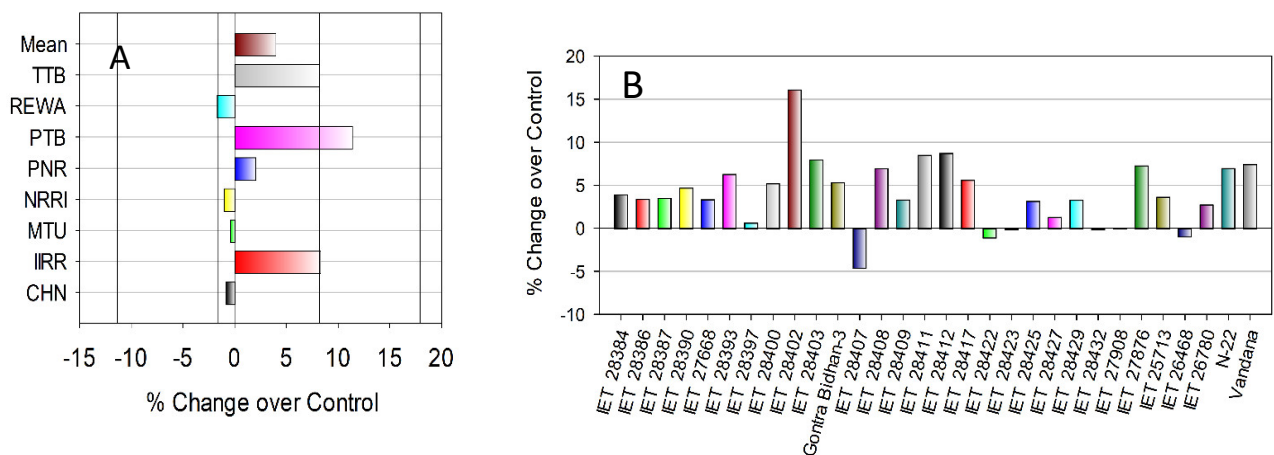 A
Mean
TTB
REWA
PTB
PNR
NRRI
MTU
IIRR
CHN
-15 -10 -5 0 5 10 15 20
% Change over Control
B
% Change over Control
20
15
10
5
0
-5
-10
IET 28384
IET 28386
IET 28387
IET 28390
IET 27668
IET 28393
IET 28397
IET 28400
IET 28402
IET 28403
Gontra Bidhan-3
IET 28407
IET 28408
IET 28409
IET 28411
IET 28412
IET 28417
IET 28422
IET 28423
IET 28425
IET 28427
IET 28429
IET 28432
IET 27908
IET 27876
IET 25713
IET 26468
IET 26780
N-22
Vandana